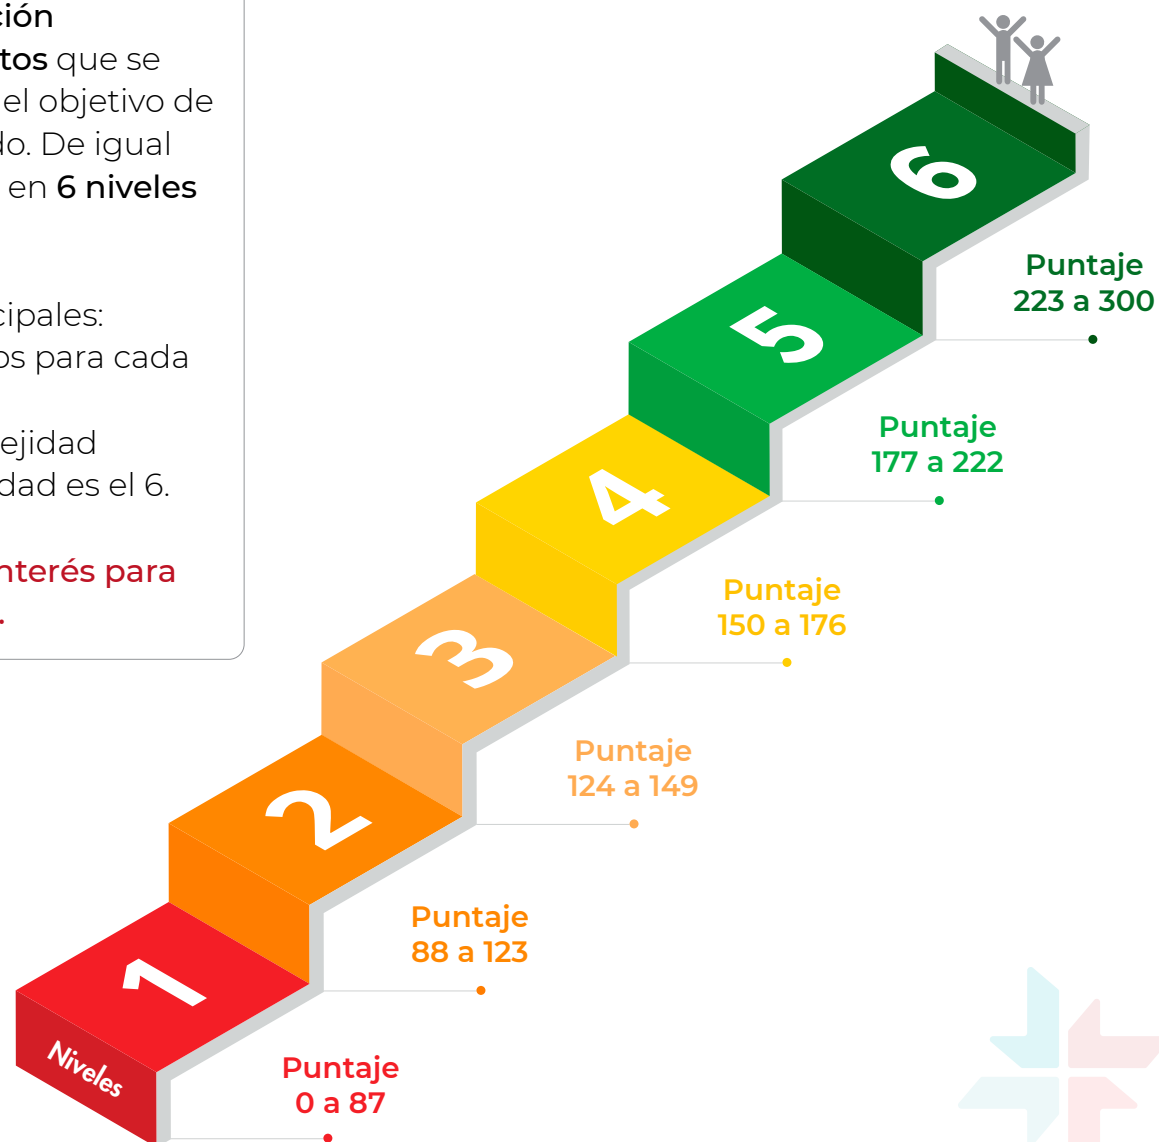 ción
tos que se
el objetivo de
do. De igual
en 6 niveles
cipales:
os para cada
ejidad
dad es el 6.
nterés para
.
6
Puntaje
223 a 300
5
Puntaje
177 a 222
4
Puntaje
150 a 176
3
Puntaje
124 a 149
2
Puntaje
88 a 123
1
Niveles
Puntaje
0 a 87